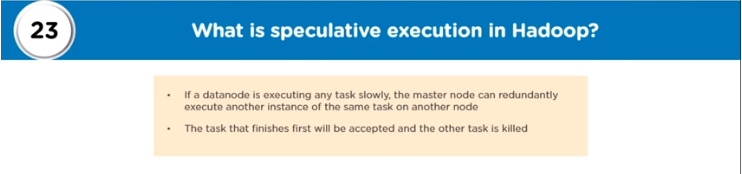 23
What is speculative execution in Hadoop?
• If a datanode is executing any task slowly, the master node can redundantly
execute another instance of the same task on another node
• The task that finishes first will be accepted and the other task is killed